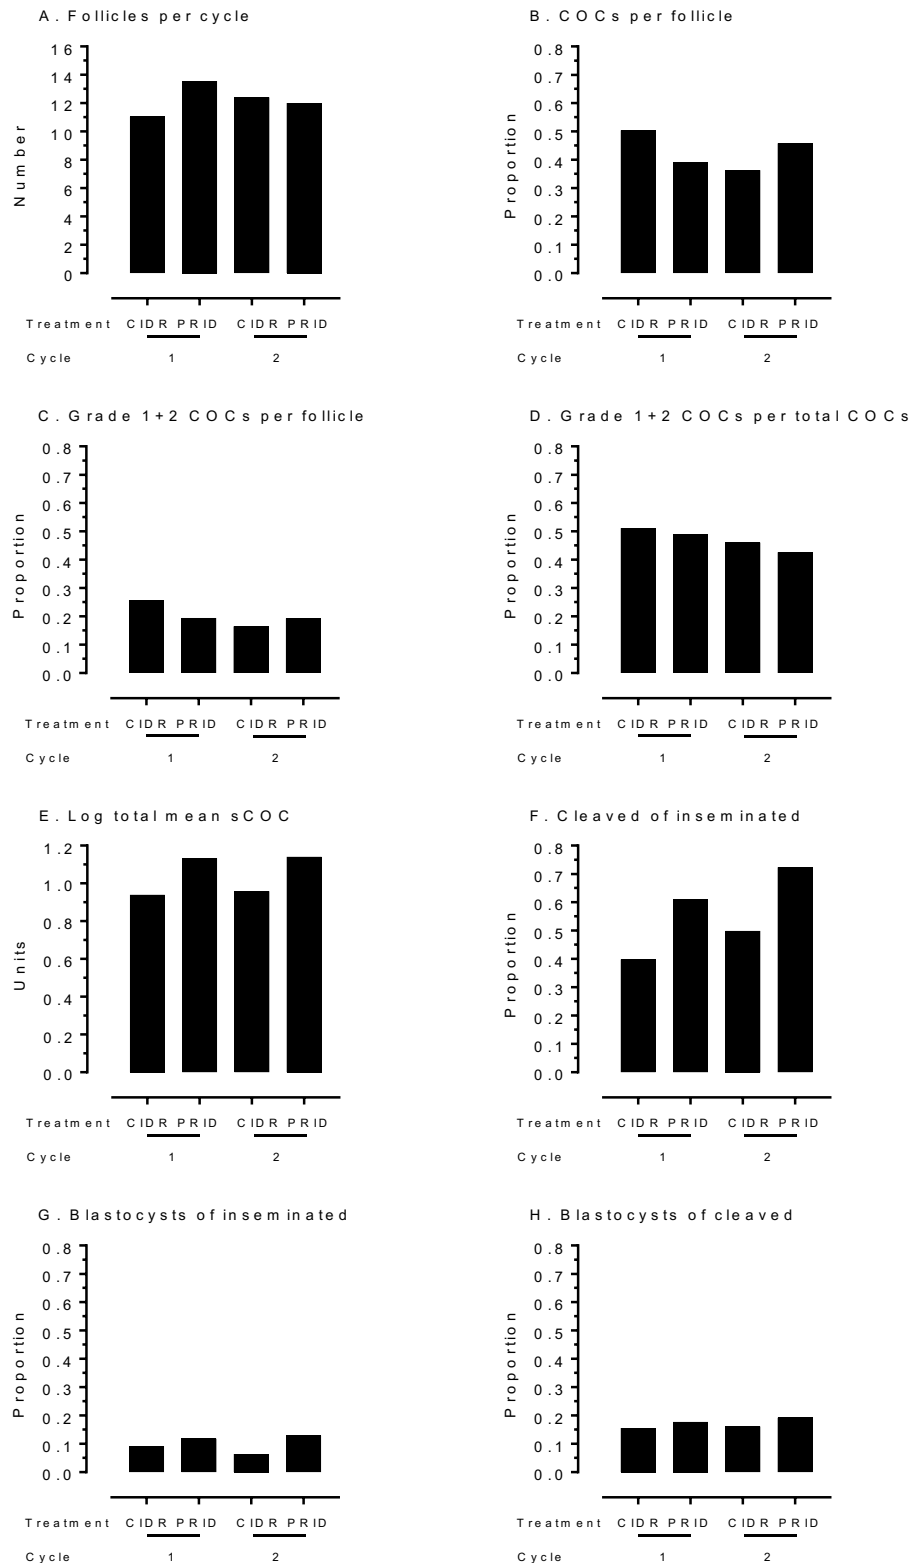 A. Follicles per cycle
Number
16
14
12
10
8
6
4
2
0
Treatment CIDR PRID CIDR PRID
Cycle 1 2
B. COCs per follicle
Proportion
0.8
0.7
0.6
0.5
0.4
0.3
0.2
0.1
0.0
Treatment CIDR PRID CIDR PRID
Cycle 1 2
C. Grade 1+2 COCs per follicle
Proportion
0.8
0.7
0.6
0.5
0.4
0.3
0.2
0.1
0.0
Treatment CIDR PRID CIDR PRID
Cycle 1 2
D. Grade 1+2 COCs per total COCs
Proportion
0.8
0.7
0.6
0.5
0.4
0.3
0.2
0.1
0.0
Treatment CIDR PRID CIDR PRID
Cycle 1 2
E. Log total mean sCOC
Units
1.2
1.0
0.8
0.6
0.4
0.2
0.0
Treatment CIDR PRID CIDR PRID
Cycle 1 2
F. Cleaved of inseminated
Proportion
0.8
0.7
0.6
0.5
0.4
0.3
0.2
0.1
0.0
Treatment CIDR PRID CIDR PRID
Cycle 1 2
G. Blastocysts of inseminated
Proportion
0.8
0.7
0.6
0.5
0.4
0.3
0.2
0.1
0.0
Treatment CIDR PRID CIDR PRID
Cycle 1 2
H. Blastocysts of cleaved
Proportion
0.8
0.7
0.6
0.5
0.4
0.3
0.2
0.1
0.0
Treatment CIDR PRID CIDR PRID
Cycle 1 2